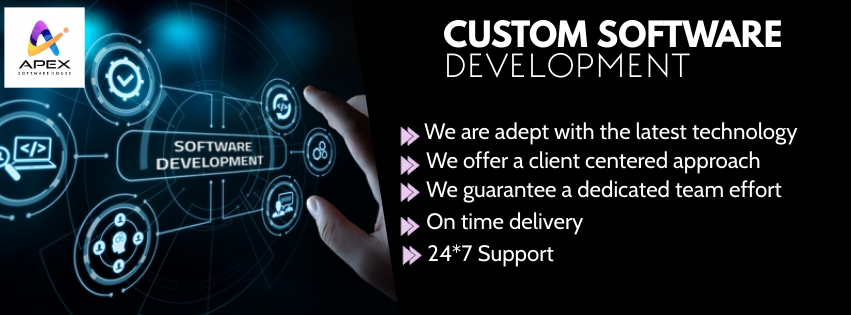 APEX
SOFTWARE HOUSE
CUSTOM SOFTWARE
DEVELOPMENT
</>
SOFTWARE
DEVELOPMENT
We are adept with the latest technology
We offer a client centered approach
We guarantee a dedicated team effort
On time delivery
24*7 Support